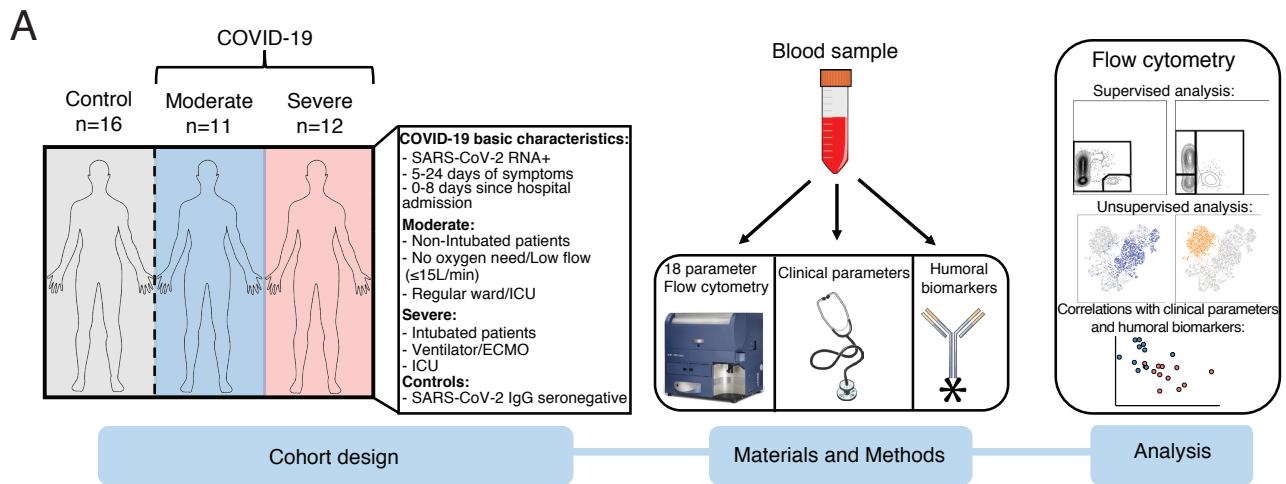 A
COVID-19
Control
n=16
Moderate
n=11
Severe
n=12
COVID-19 basic characteristics:
- SARS-CoV-2 RNA+
- 5-24 days of symptoms
- 0-8 days since hospital
admission
Moderate:
- Non-Intubated patients
- No oxygen need/Low flow
(≤15L/min)
- Regular ward/ICU
Severe:
- Intubated patients
- Ventilator/ECMO
- ICU
Controls:
- SARS-CoV-2 IgG seronegative
Cohort design
Blood sample
18 parameter
Flow cytometry
Clinical parameters
Humoral
biomarkers
Materials and Methods
Flow cytometry
Supervised analysis:
Unsupervised analysis:
Correlations with clinical parameters
and humoral biomarkers:
Analysis